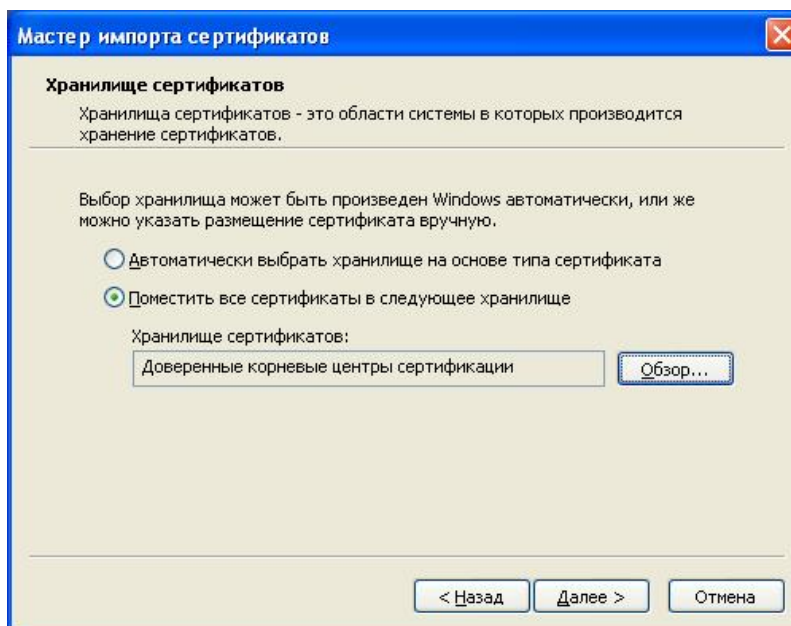 Мастер импорта сертификатов
Хранилище сертификатов
Хранилища сертификатов - это области системы в которых производится
хранение сертификатов.
Выбор хранилища может быть произведен Windows автоматически, или же
можно указать размещение сертификата вручную.
Автоматически выбрать хранилище на основе типа сертификата
Поместить все сертификаты в следующее хранилище
Хранилище сертификатов:
Доверенные корневые центры сертификации
Обзор...
< Назад
Далее >
Отмена